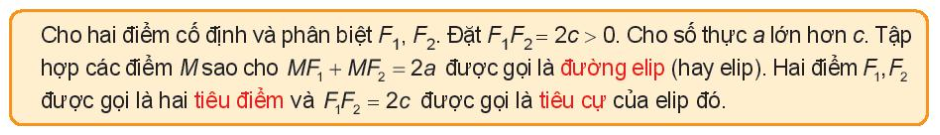 Cho hai điểm cố định và phân biệt F₁, F₂. Đặt F₁F₂ = 2c > 0. Cho số thực a lớn hơn c. Tập
hợp các điểm M sao cho MF₁ + MF₂ = 2a được gọi là đường elip (hay elip). Hai điểm F₁, F₂
được gọi là hai tiêu điểm và F₁F₂ = 2c được gọi là tiêu cự của elip đó.